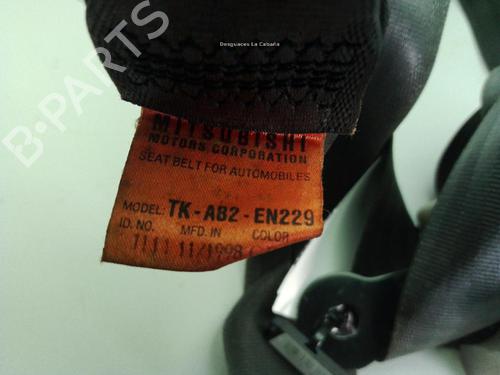 Desguaces La Cabaña
B-PARTS
MITSUBISHI
MOTORS CORPORATION
SEAT BELT FOR AUTOMOBILES
MODEL: TK-AB2-EN229
ID. NO. MFD. IN COLOR
1111 11/1998